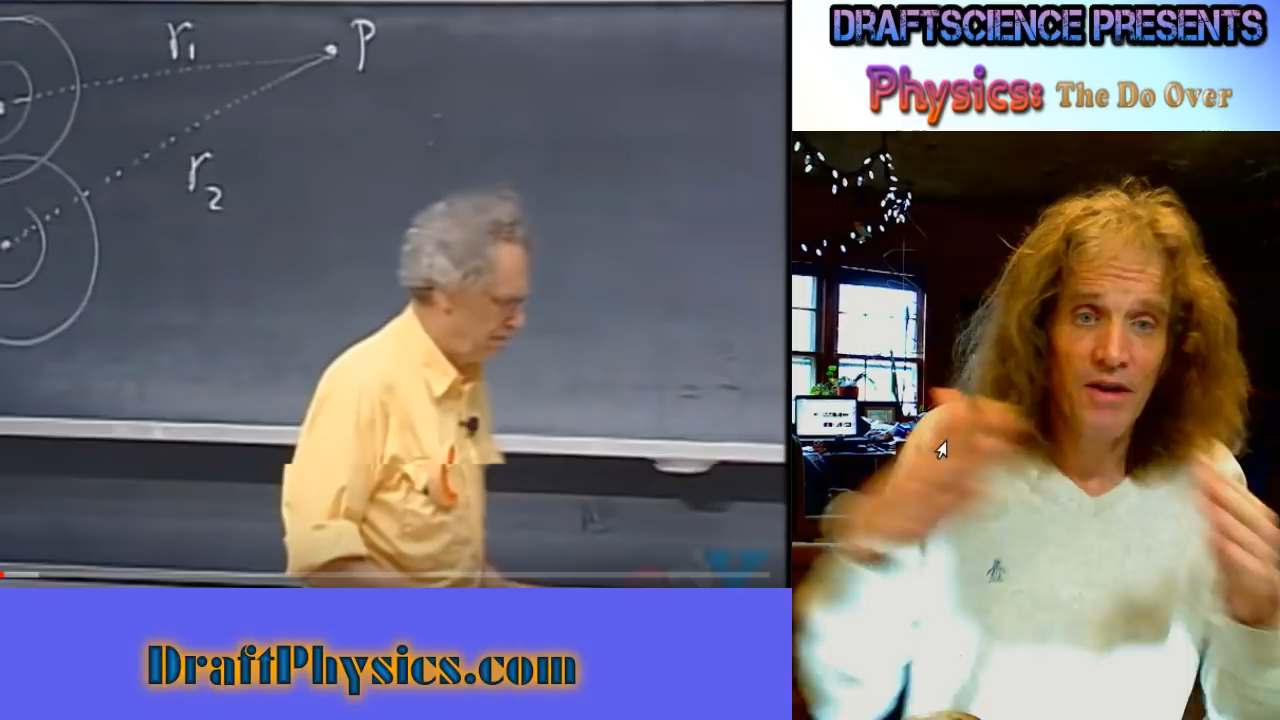 r₁
P
r₂
DRAFTSCIENCE PRESENTS
Physics: The Do Over
DraftPhysics.com